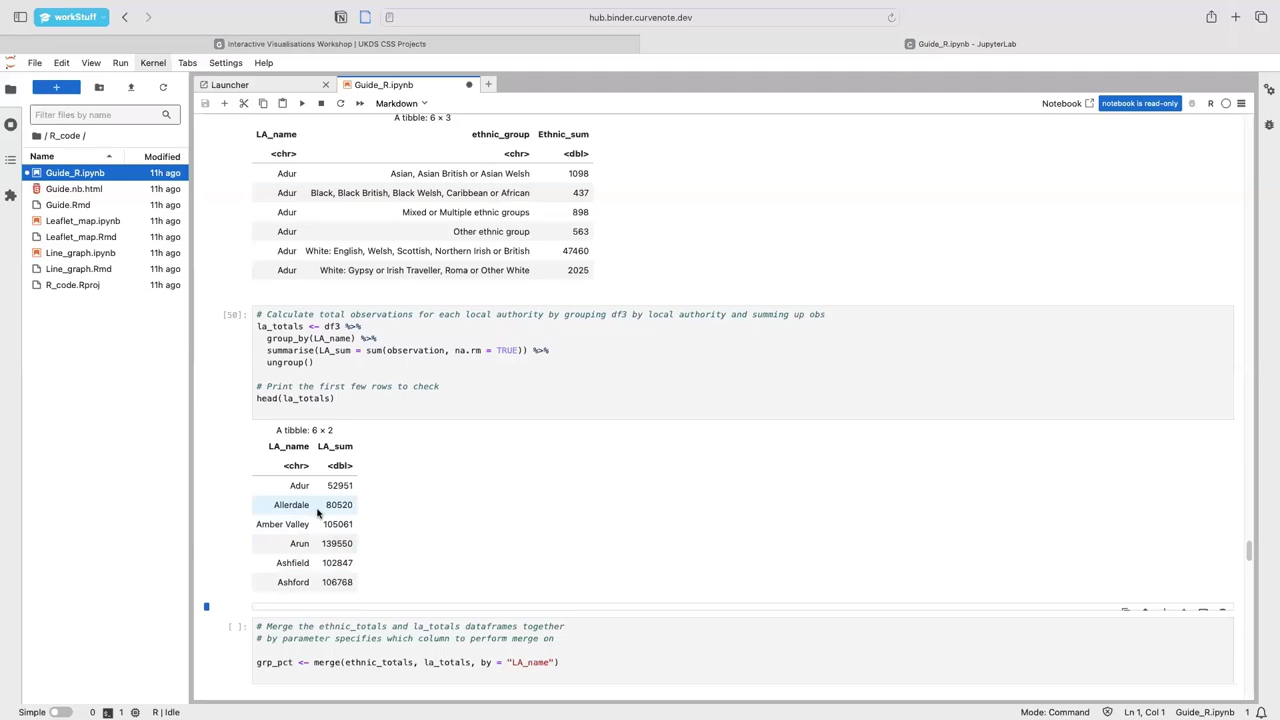 workStuff
hub.binder.curvenote.dev
Interactive Visualisations Workshop | UKDS CSS Projects
Guide_R.ipynb - JupyterLab
File Edit View Run Kernel Tabs Settings Help
Launcher
Guide_R.ipynb
Filter files by name
Markdown
Notebook
notebook is read-only
R
/ R_code /
Name Modified
Guide_R.ipynb 11h ago
Guide.nb.html 11h ago
Guide.Rmd 11h ago
Leaflet_map.ipynb 11h ago
Leaflet_map.Rmd 11h ago
Line_graph.ipynb 11h ago
Line_graph.Rmd 11h ago
R_code.Rproj 11h ago
A tibble: 6 × 3
LA_name ethnic_group Ethnic_sum
<chr> <chr> <dbl>
Adur Asian, Asian British or Asian Welsh 1098
Adur Black, Black British, Black Welsh, Caribbean or African 437
Adur Mixed or Multiple ethnic groups 898
Adur Other ethnic group 563
Adur White: English, Welsh, Scottish, Northern Irish or British 47460
Adur White: Gypsy or Irish Traveller, Roma or Other White 2025
[50]:
# Calculate total observations for each local authority by grouping df3 by local authority and summing up obs
la_totals <- df3 %>%
group_by(LA_name) %>%
summarise(LA_sum = sum(observation, na.rm = TRUE)) %>%
ungroup()
# Print the first few rows to check
head(la_totals)
A tibble: 6 × 2
LA_name LA_sum
<chr> <dbl>
Adur 52951
Allerdale 80520
Amber Valley 105061
Arun 139550
Ashfield 102847
Ashford 106768
[ ]:
# Merge the ethnic_totals and la_totals dataframes together
# by parameter specifies which column to perform merge on
grp_pct <- merge(ethnic_totals, la_totals, by = "LA_name")
Simple 0 1 R | Idle
Mode: Command Ln 1, Col 1 Guide_R.ipynb 1